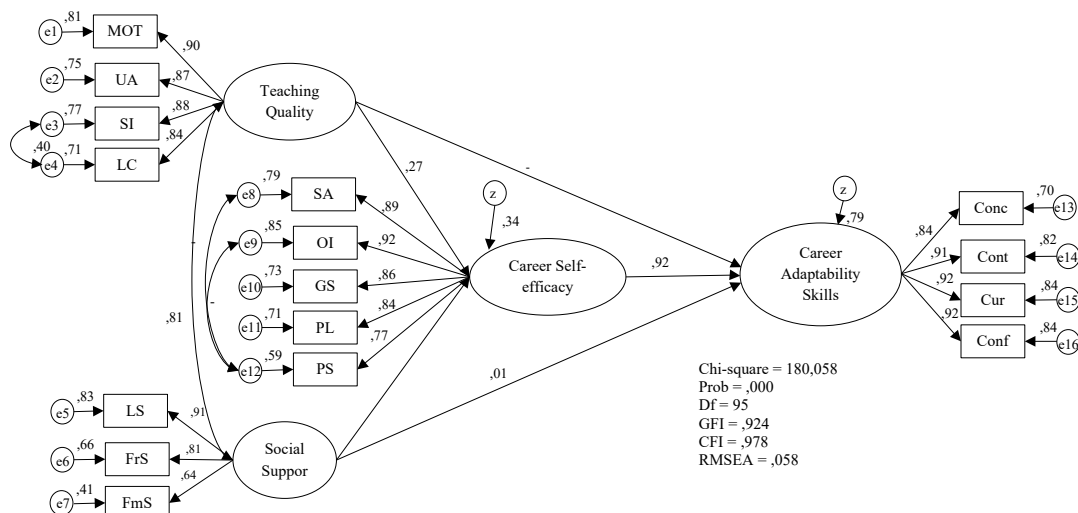 ,81
e1
MOT
,90
,75
e2
UA
,87
,77
e3
SI
,88
,40
e4
,71
LC
,84
Teaching
Quality
,27
-
e8
,79
SA
,89
z
,34
e9
,85
OI
,92
e10
,73
GS
,86
e11
,71
PL
,84
e12
,59
PS
,77
-
-
Career Self-
efficacy
,92
z
,79
Career
Adaptability
Skills
,84
Conc
,70
e13
,91
Cont
,82
e14
,92
Cur
,84
e15
,92
Conf
,84
e16
,81
,01
e5
,83
LS
,91
e6
,66
FrS
,81
e7
,41
FmS
,64
Social
Suppor
Chi-square = 180,058
Prob = ,000
Df = 95
GFI = ,924
CFI = ,978
RMSEA = ,058